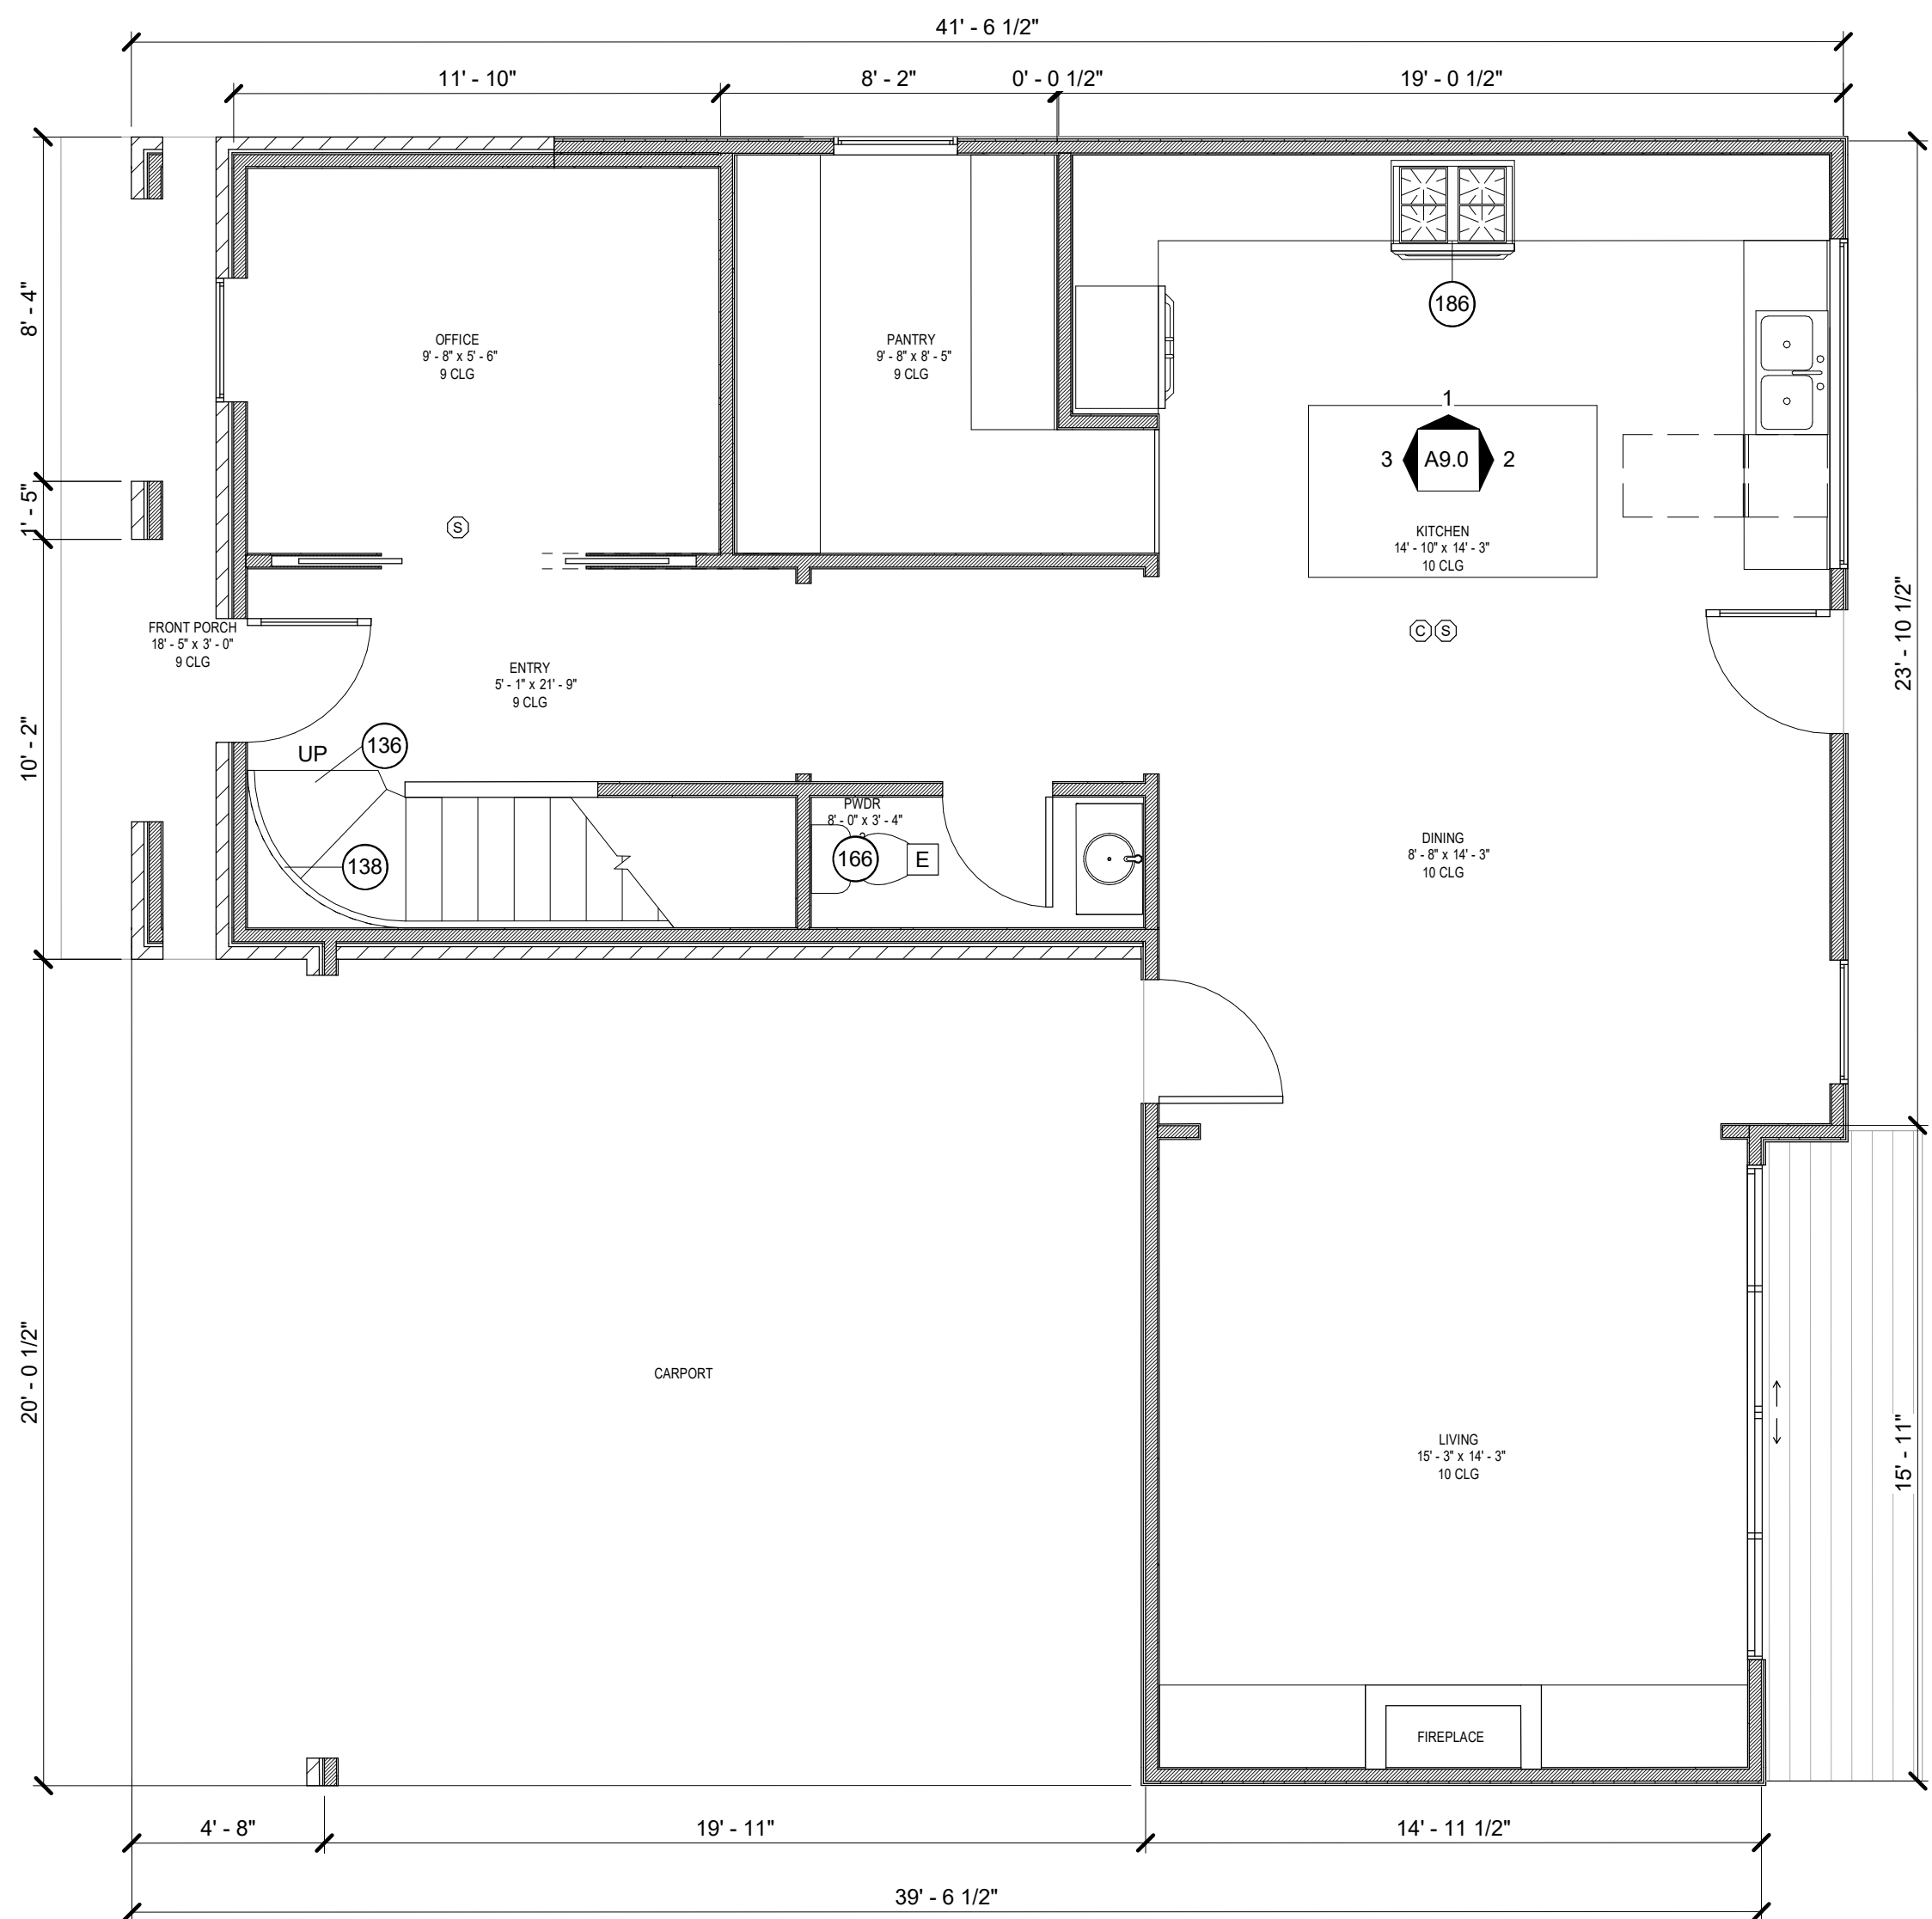 41' - 6 1/2"
11' - 10"
8' - 2"
0' - 0 1/2"
19' - 0 1/2"
8' - 4"
1' - 5"
10' - 2"
20' - 0 1/2"
23' - 10 1/2"
15' - 11"
OFFICE
9' - 8" x 5' - 6"
9 CLG
PANTRY
9' - 8" x 8' - 5"
9 CLG
186
1
3
A9.0
2
KITCHEN
14' - 10" x 14' - 3"
10 CLG
S
C
S
FRONT PORCH
18' - 5" x 3' - 0"
9 CLG
ENTRY
5' - 1" x 21' - 9"
9 CLG
UP
136
138
PWDR
8' - 0" x 3' - 4"
166
E
DINING
8' - 8" x 14' - 3"
10 CLG
CARPORT
LIVING
15' - 3" x 14' - 3"
10 CLG
FIREPLACE
4' - 8"
19' - 11"
14' - 11 1/2"
39' - 6 1/2"